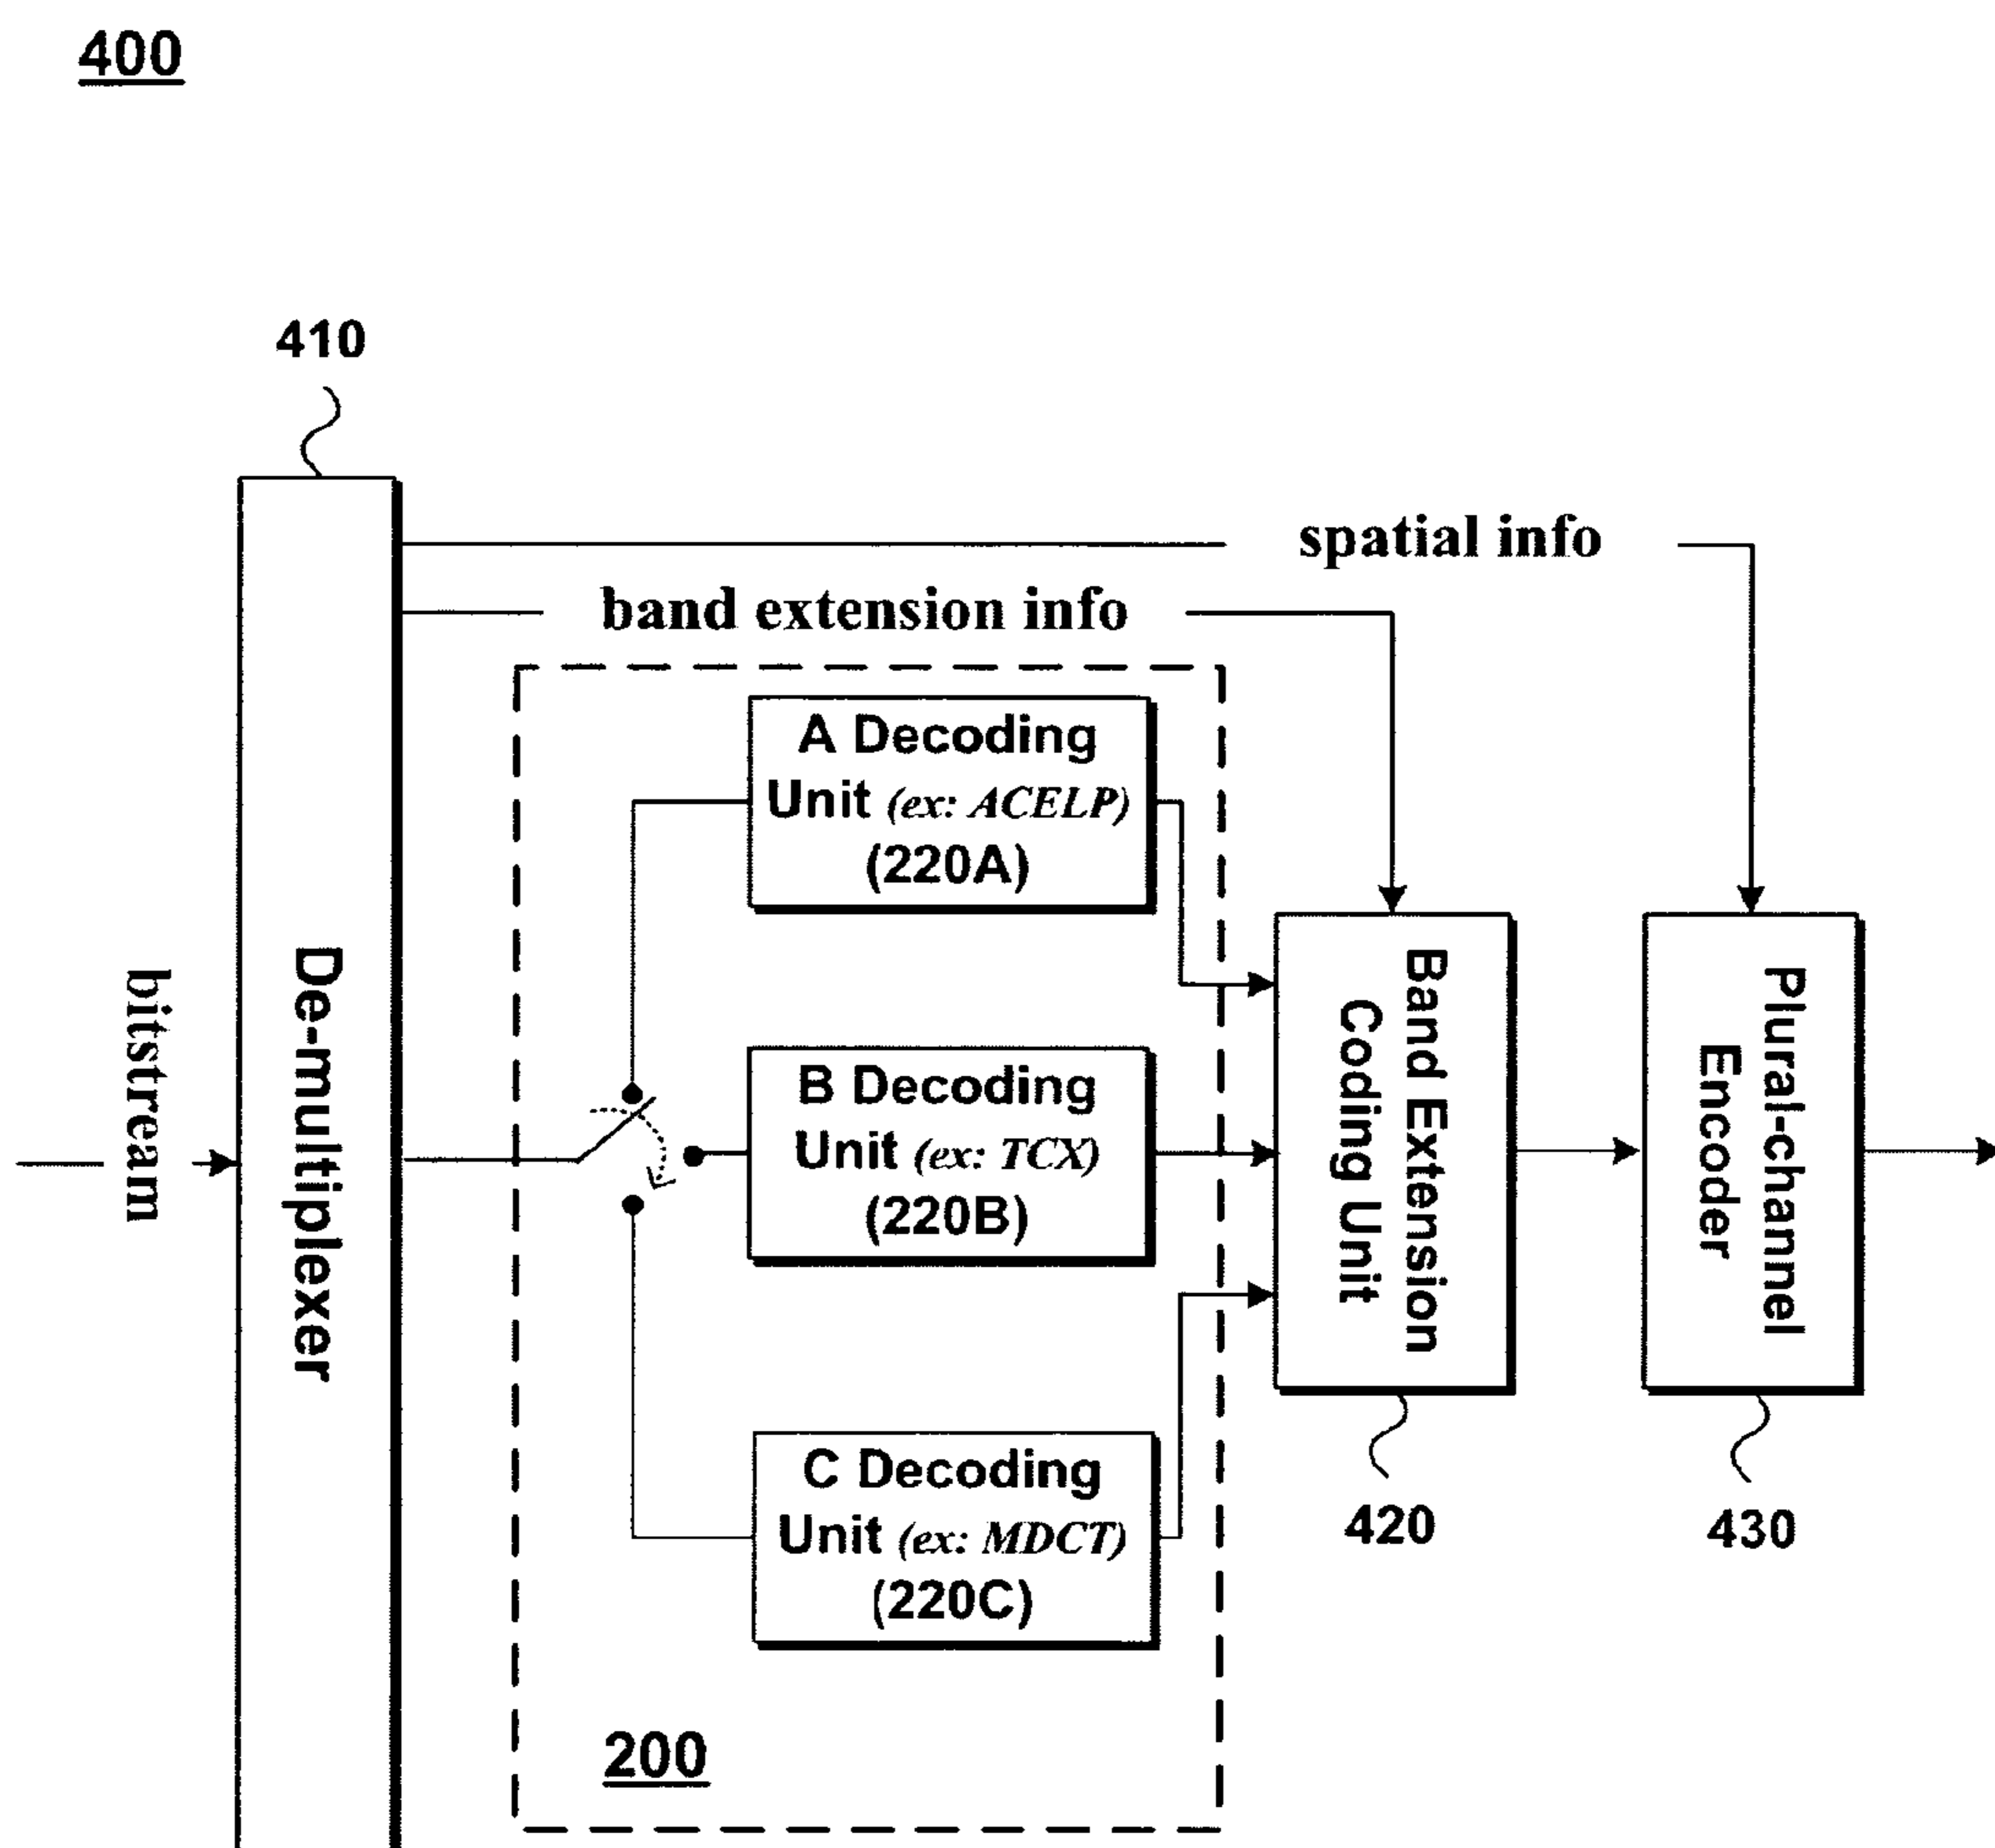 400
410
spatial info
band extension info
bitstream
De-multiplexer
A Decoding
Unit (ex: ACELP)
(220A)
B Decoding
Unit (ex: TCX)
(220B)
C Decoding
Unit (ex: MDCT)
(220C)
200
Band Extension
Coding Unit
420
Plural-channel
Encoder
430